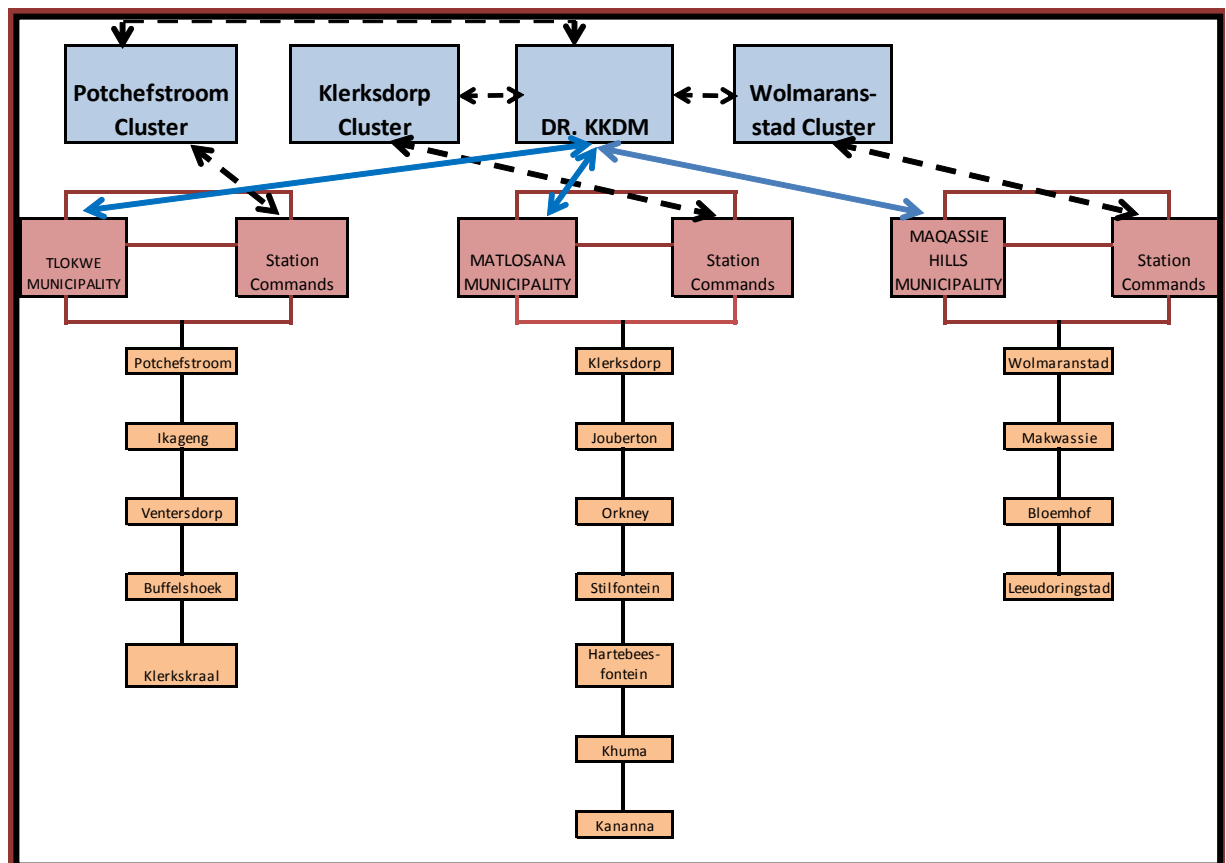 Potchefstroom
Cluster
Klerksdorp
Cluster
DR. KKDM
Wolmarans-
stad Cluster
TLOKWE
MUNICIPALITY
Station
Commands
MATLOSANA
MUNICIPALITY
Station
Commands
MAQASSIE
HILLS
MUNICIPALITY
Station
Commands
Potchefstroom
Ikageng
Ventersdorp
Buffelshoek
Klerkskraal
Klerksdorp
Jouberton
Orkney
Stilfontein
Hartebees-
fontein
Khuma
Kananna
Wolmaranstad
Makwassie
Bloemhof
Leeudoringstad